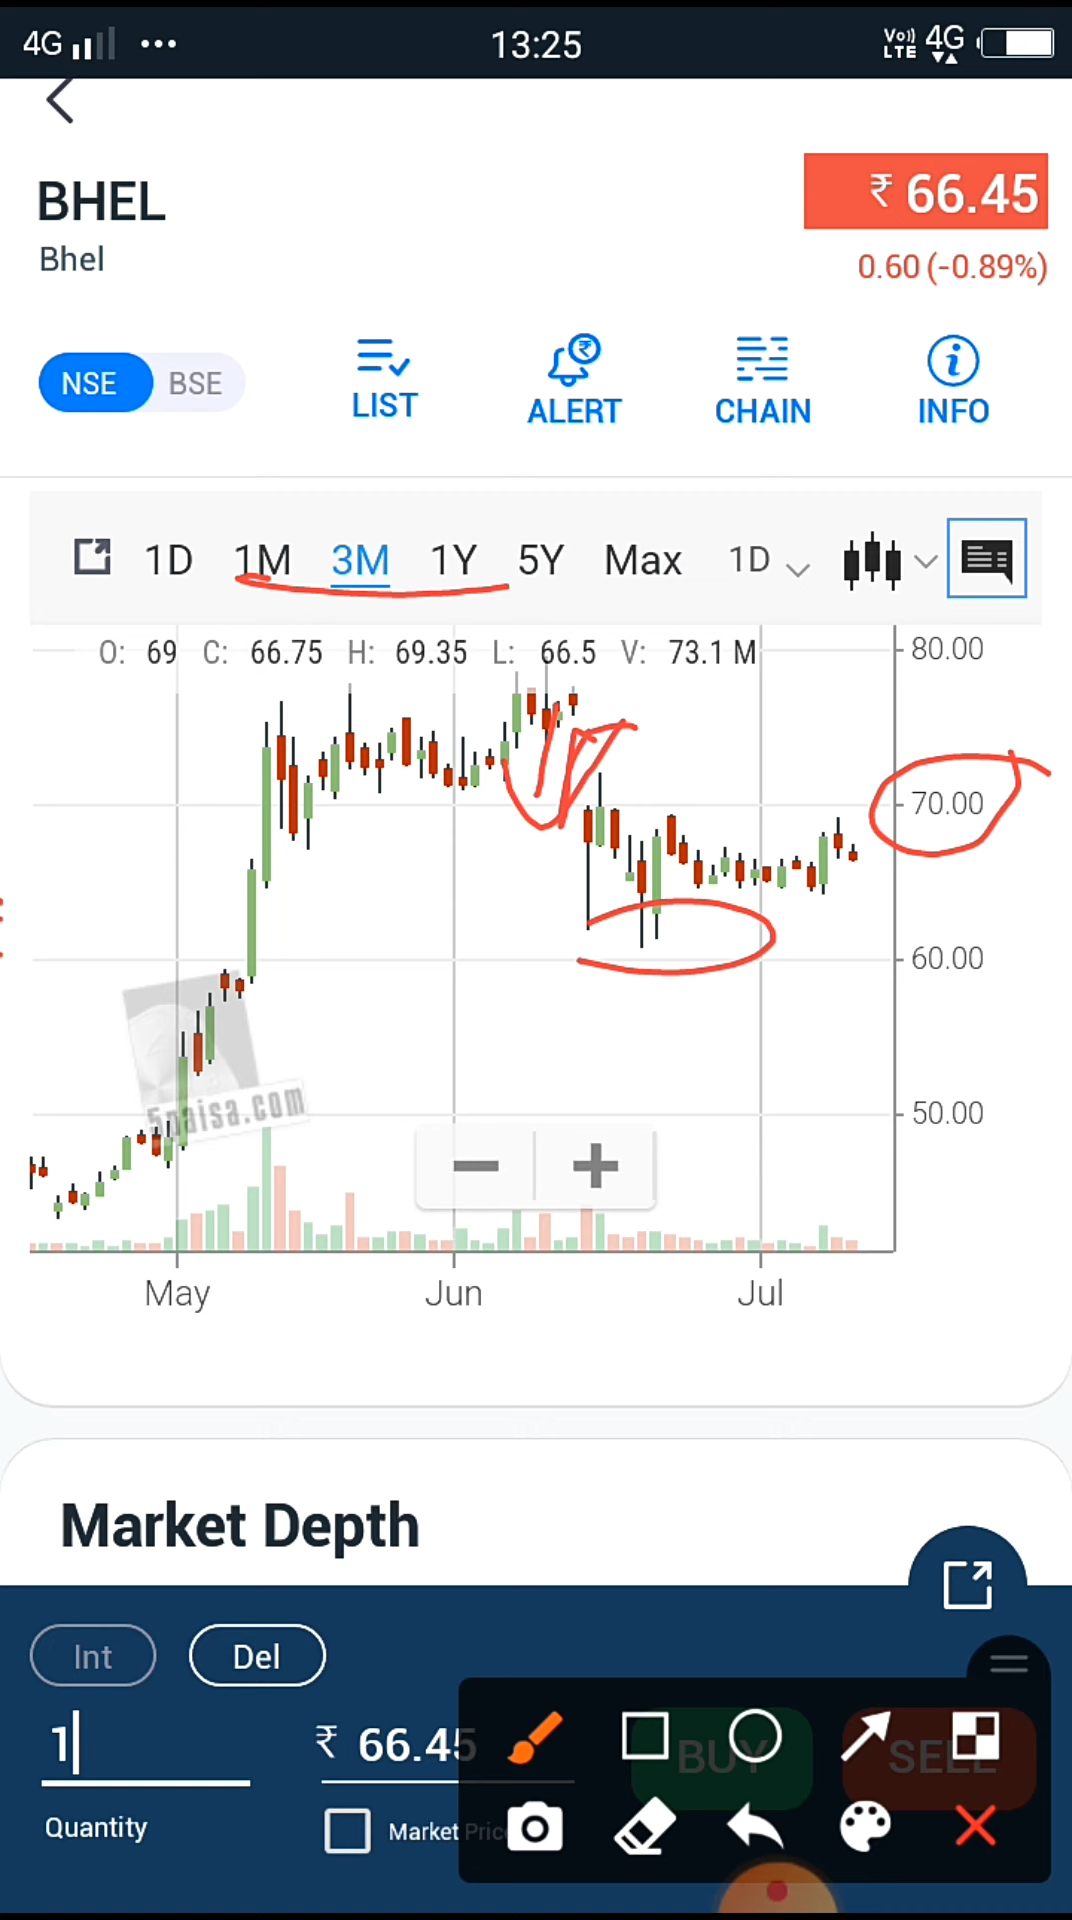 4G ••• 13:25 Vo)) LTE 4G
BHEL ₹ 66.45
Bhel 0.60 (-0.89%)
NSE BSE LIST ALERT CHAIN INFO
1D 1M 3M 1Y 5Y Max 1D
O: 69 C: 66.75 H: 69.35 L: 66.5 V: 73.1 M 80.00
70.00
60.00
5paisa.com 50.00
May Jun Jul
Market Depth
Int Del
1 ₹ 66.45 BUY SELL
Quantity Market Price